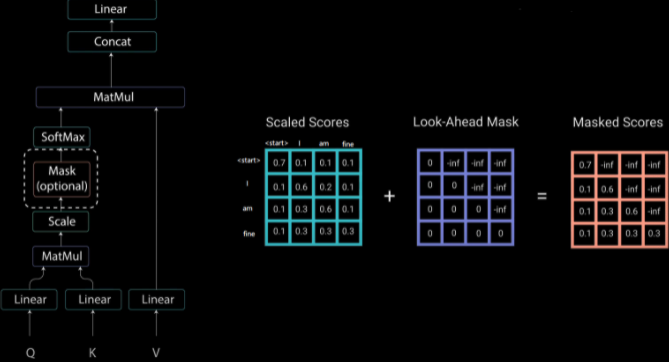 Linear
Concat
MatMul
SoftMax
Mask
(optional)
Scale
MatMul
Linear Linear Linear
Q K V
Scaled Scores
<start> I am fine
<start> 0.7 0.1 0.1 0.1
I 0.1 0.6 0.2 0.1
am 0.1 0.3 0.6 0.1
fine 0.1 0.3 0.3 0.3
+
Look-Ahead Mask
0 -inf -inf -inf
0 0 -inf -inf
0 0 0 -inf
0 0 0 0
=
Masked Scores
0.7 -inf -inf -inf
0.1 0.6 -inf -inf
0.1 0.3 0.6 -inf
0.1 0.3 0.3 0.3